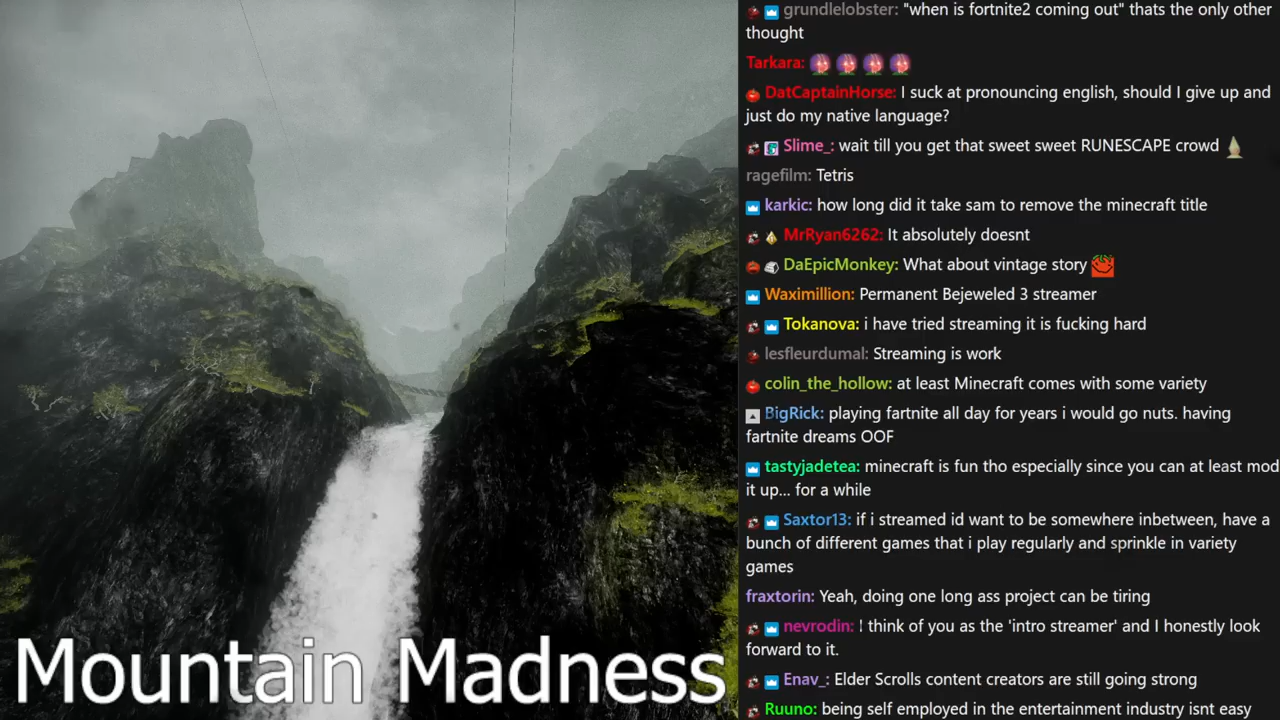 grundlelobster: "when is fortnite2 coming out" thats the only other
thought
Tarkara:
DatCaptainHorse: I suck at pronouncing english, should I give up and
just do my native language?
Slime_: wait till you get that sweet sweet RUNESCAPE crowd
ragefilm: Tetris
karkic: how long did it take sam to remove the minecraft title
MrRyan6262: It absolutely doesnt
DaEpicMonkey: What about vintage story
Waximillion: Permanent Bejeweled 3 streamer
Tokanova: i have tried streaming it is fucking hard
lesfleurdumal: Streaming is work
colin_the_hollow: at least Minecraft comes with some variety
BigRick: playing fartnite all day for years i would go nuts. having
fartnite dreams OOF
tastyjadetea: minecraft is fun tho especially since you can at least mod
it up... for a while
Saxtor13: if i streamed id want to be somewhere inbetween, have a
bunch of different games that i play regularly and sprinkle in variety
games
fraxtorin: Yeah, doing one long ass project can be tiring
nevrodin: ! think of you as the 'intro streamer' and I honestly look
forward to it.
Enav_: Elder Scrolls content creators are still going strong
Ruuno: being self employed in the entertainment industry isnt easy
Mountain Madness